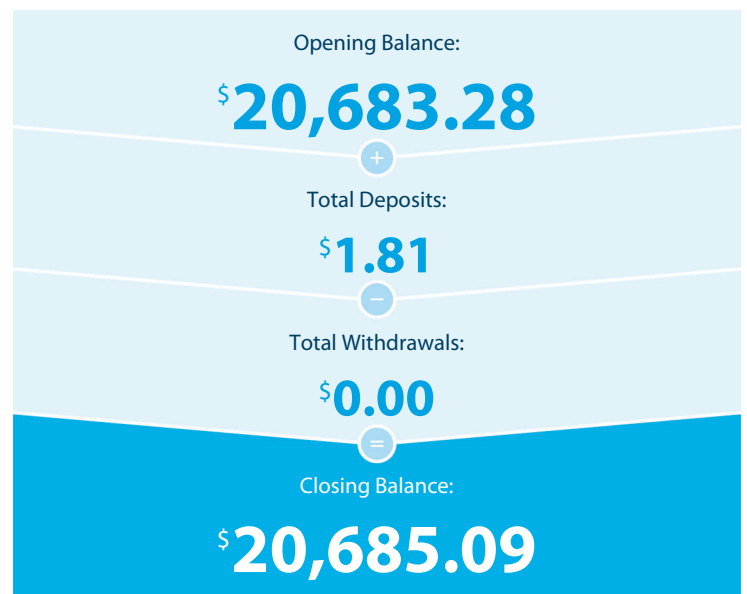 Opening Balance:
$20,683.28
+
Total Deposits:
$1.81
−
Total Withdrawals:
$0.00
=
Closing Balance:
$20,685.09